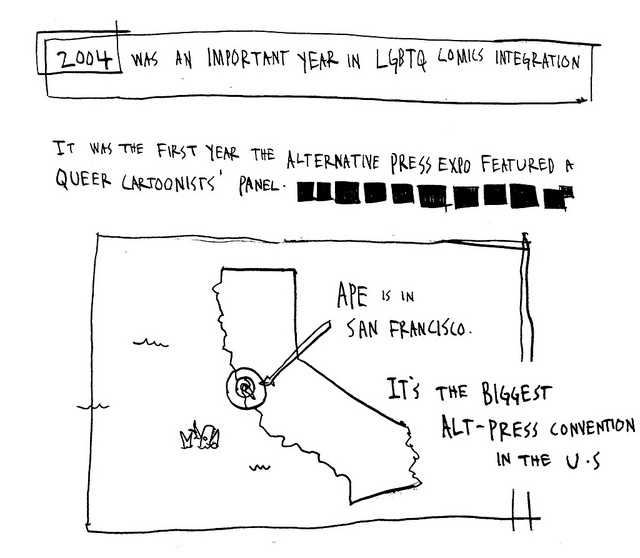 2004 WAS AN IMPORTANT YEAR IN LGBTQ COMICS INTEGRATION
IT WAS THE FIRST YEAR THE ALTERNATIVE PRESS EXPO FEATURED A
QUEER CARTOONISTS' PANEL.
APE IS IN
SAN FRANCISCO.
IT'S THE BIGGEST
ALT-PRESS CONVENTION
IN THE U.S